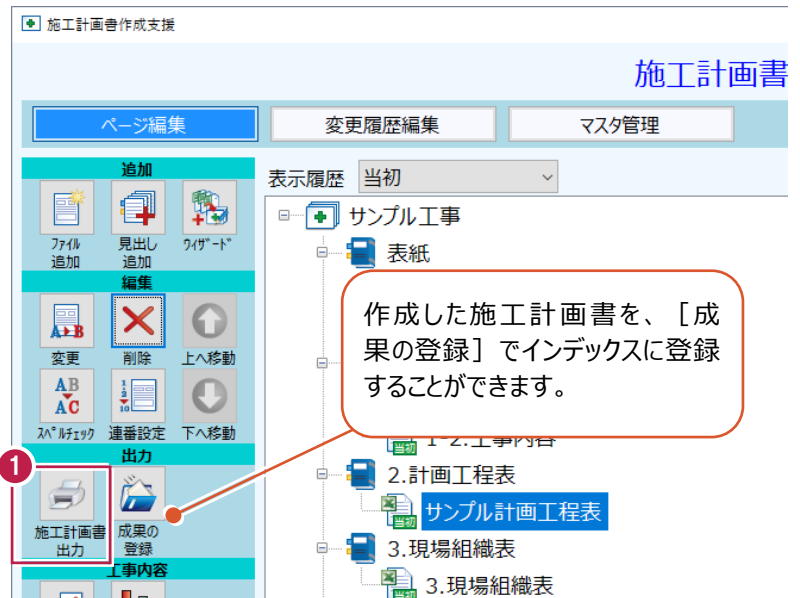 施工計画書作成支援
施工計画書
ページ編集
変更履歴編集
マスタ管理
追加
ファイル
追加
見出し
追加
ウィザード
表示履歴
当初
サンプル工事
表紙
編集
変更
削除
上へ移動
作成した施工計画書を、［成
果の登録］でインデックスに登録
することができます。
スペルチェック
連番設定
下へ移動
当初
1-2.工事内容
出力
1
施工計画書
出力
成果の
登録
2.計画工程表
当初
サンプル計画工程表
3.現場組織表
工事内容
当初
3.現場組織表